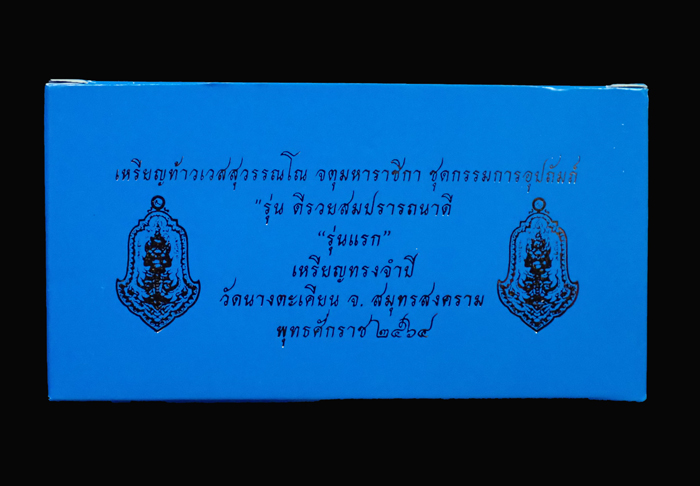 เหรียญท้าวเวสสุวรรณโณ จตุมหาราชิกา ชุดกรรมการอุปถัมภ์
“รุ่น ดีรวยสมปรารถนาดี
“รุ่นแรก”
เหรียญทรงจำปี
วัดนางตะเคียน จ. สมุทรสงคราม
พุทธศักราช ๒๕๖๔